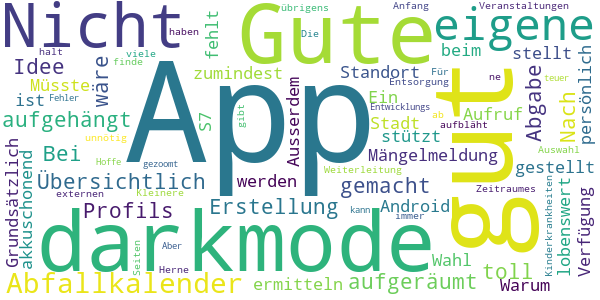 Nicht
App
Gute
gut
darkmode
eigene
Abfallkalender
Übersichtlich
aufgehängt
Erstellung
aufgeräumt
Mängelmeldung
gemacht
Profils
ermitteln
toll
Idee
wäre
fehlt
Bei
ist
Müsste
zumindest
Standort
beim
stellt
übrigens
Anfang
Veranstaltungen
haben
halt
viele
finde
Die
Für
ne
teuer
Entsorgung
Fehler
S7
gibt
Ausserdem
Ein
Entwicklungs
ab
aufbläht
Aufruf
Stadt
stützt
Abgabe
Nach
persönlich
Auswahl
unnötig
Hoffe
gezoomt
Weiterleitung
gestellt
Grundsätzlich
akkuschonend
werden
externen
Kleinere
Android
Zeitraumes
Kinderkrankheiten
lobenswert
Verfügung
Seiten
Aber
Herne
kann
immer
Wahl
Warum